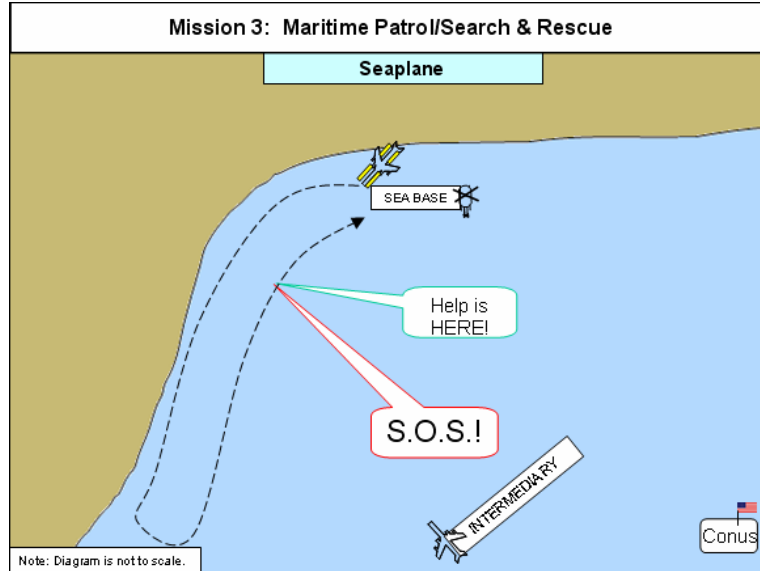 Mission 3: Maritime Patrol/Search & Rescue
Seaplane
SEA BASE
Help is
HERE!
S.O.S.!
INTERMEDIARY
Conus
Note: Diagram is not to scale.